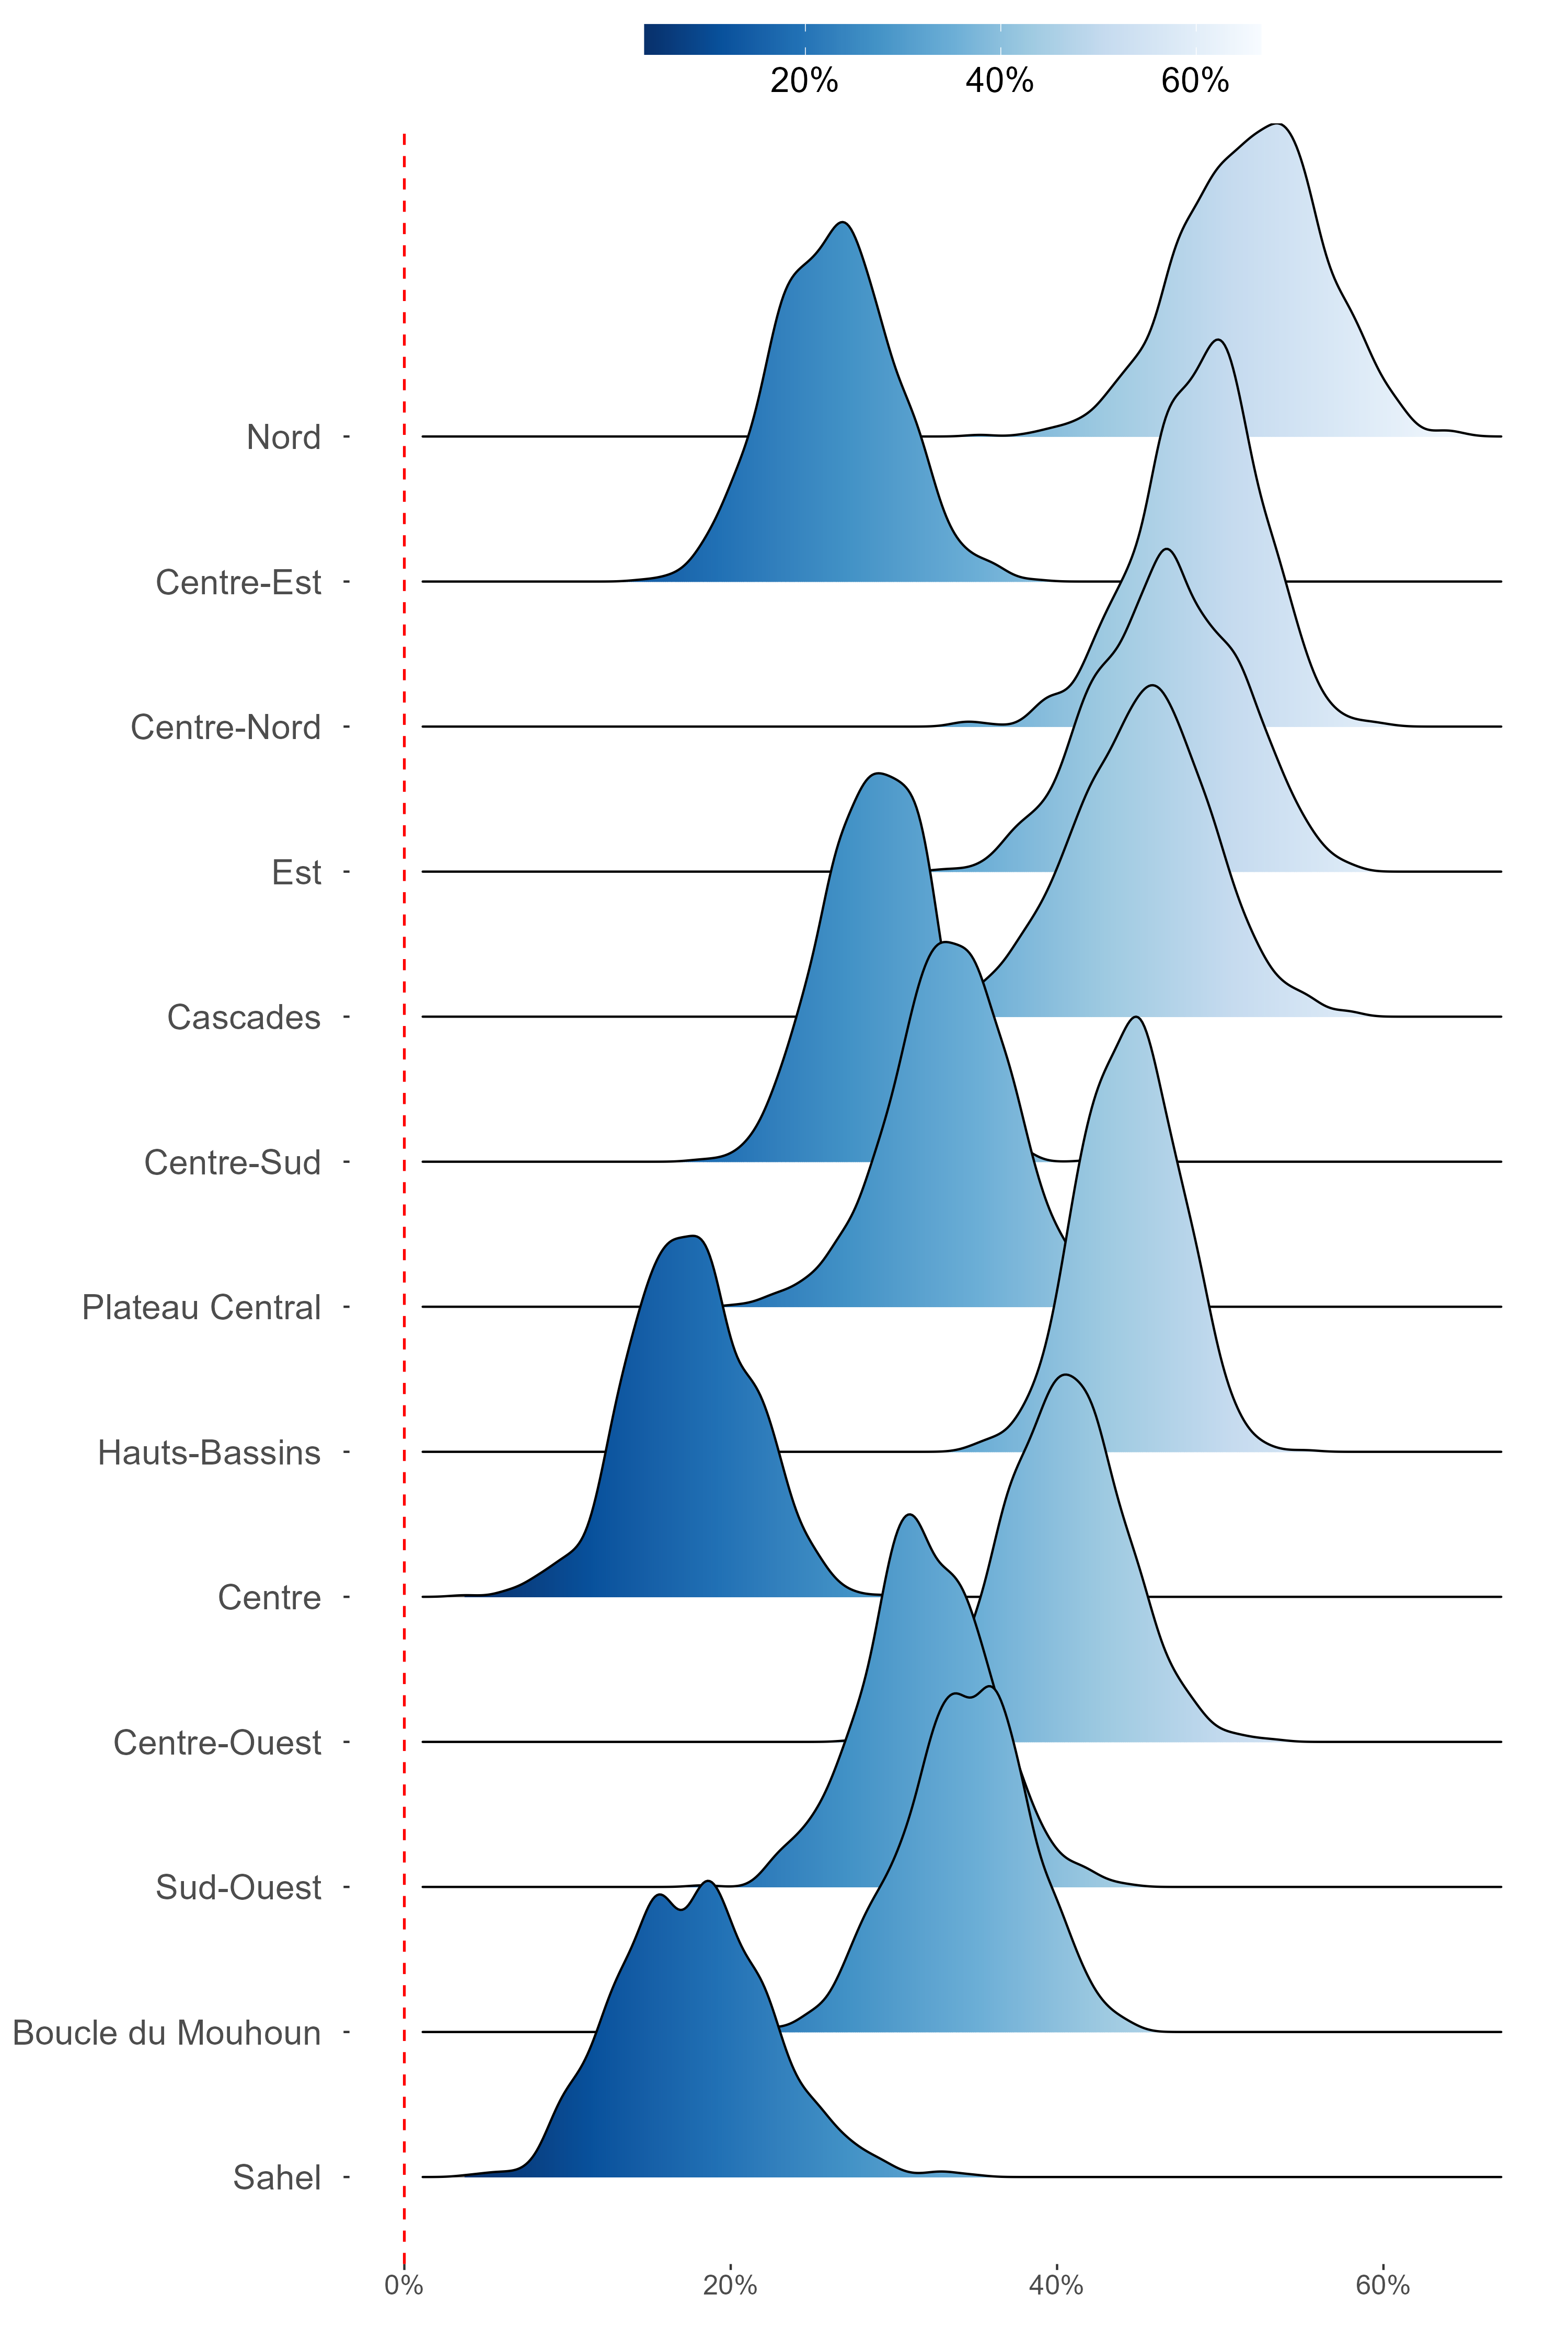 20% 40% 60%
Nord
Centre-Est
Centre-Nord
Est
Cascades
Centre-Sud
Plateau Central
Hauts-Bassins
Centre
Centre-Ouest
Sud-Ouest
Boucle du Mouhoun
Sahel
0% 20% 40% 60%